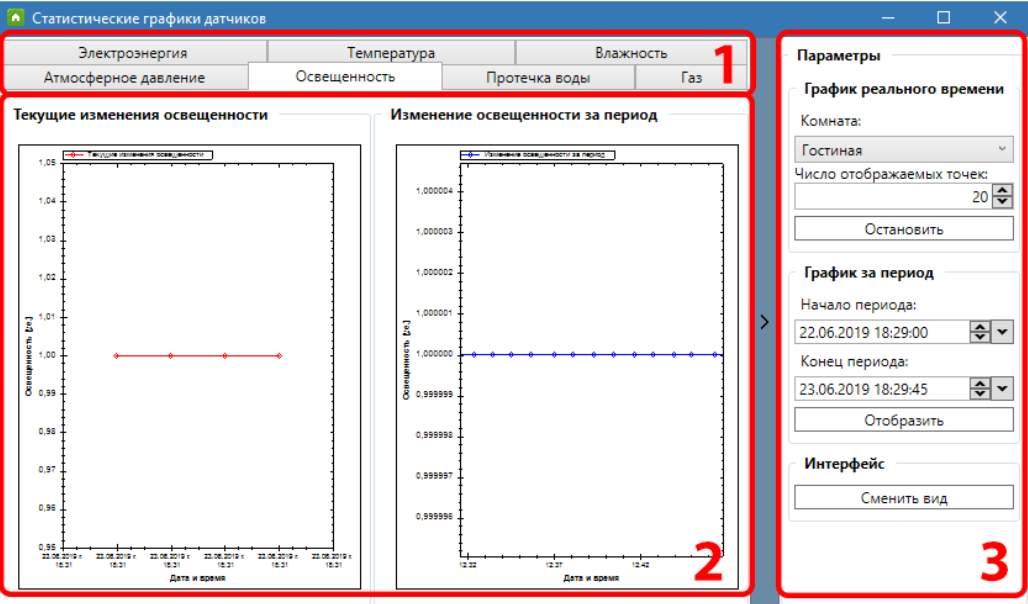 Статистические графики датчиков
Электроэнергия
Температура
Влажность
Атмосферное давление
Освещенность
Протечка воды
Газ
1
Текущие изменения освещенности
Текущие изменения освещенности
1,05
1,04
1,03
1,02
1,01
1,00
0,99
0,98
0,97
0,96
0,95
Освещенность [у.е.]
23.06.2019 г. 23.06.2019 г. 23.06.2019 г. 23.06.2019 г. 23.06.2019 г. 23.06.2019 г.
15:31 15:31 15:31 15:31 15:31 15:31
Дата и время
Изменение освещенности за период
Изменение освещенности за период
1,000004
1,000003
1,000002
1,000001
1,000000
0,999999
0,999998
0,999997
0,999996
Освещенность [у.е.]
12:32 12:37 12:42
Дата и время
2
Параметры
График реального времени
Комната:
Гостиная
Число отображаемых точек:
20
Остановить
График за период
Начало периода:
22.06.2019 18:29:00
Конец периода:
23.06.2019 18:29:45
Отобразить
Интерфейс
Сменить вид
3